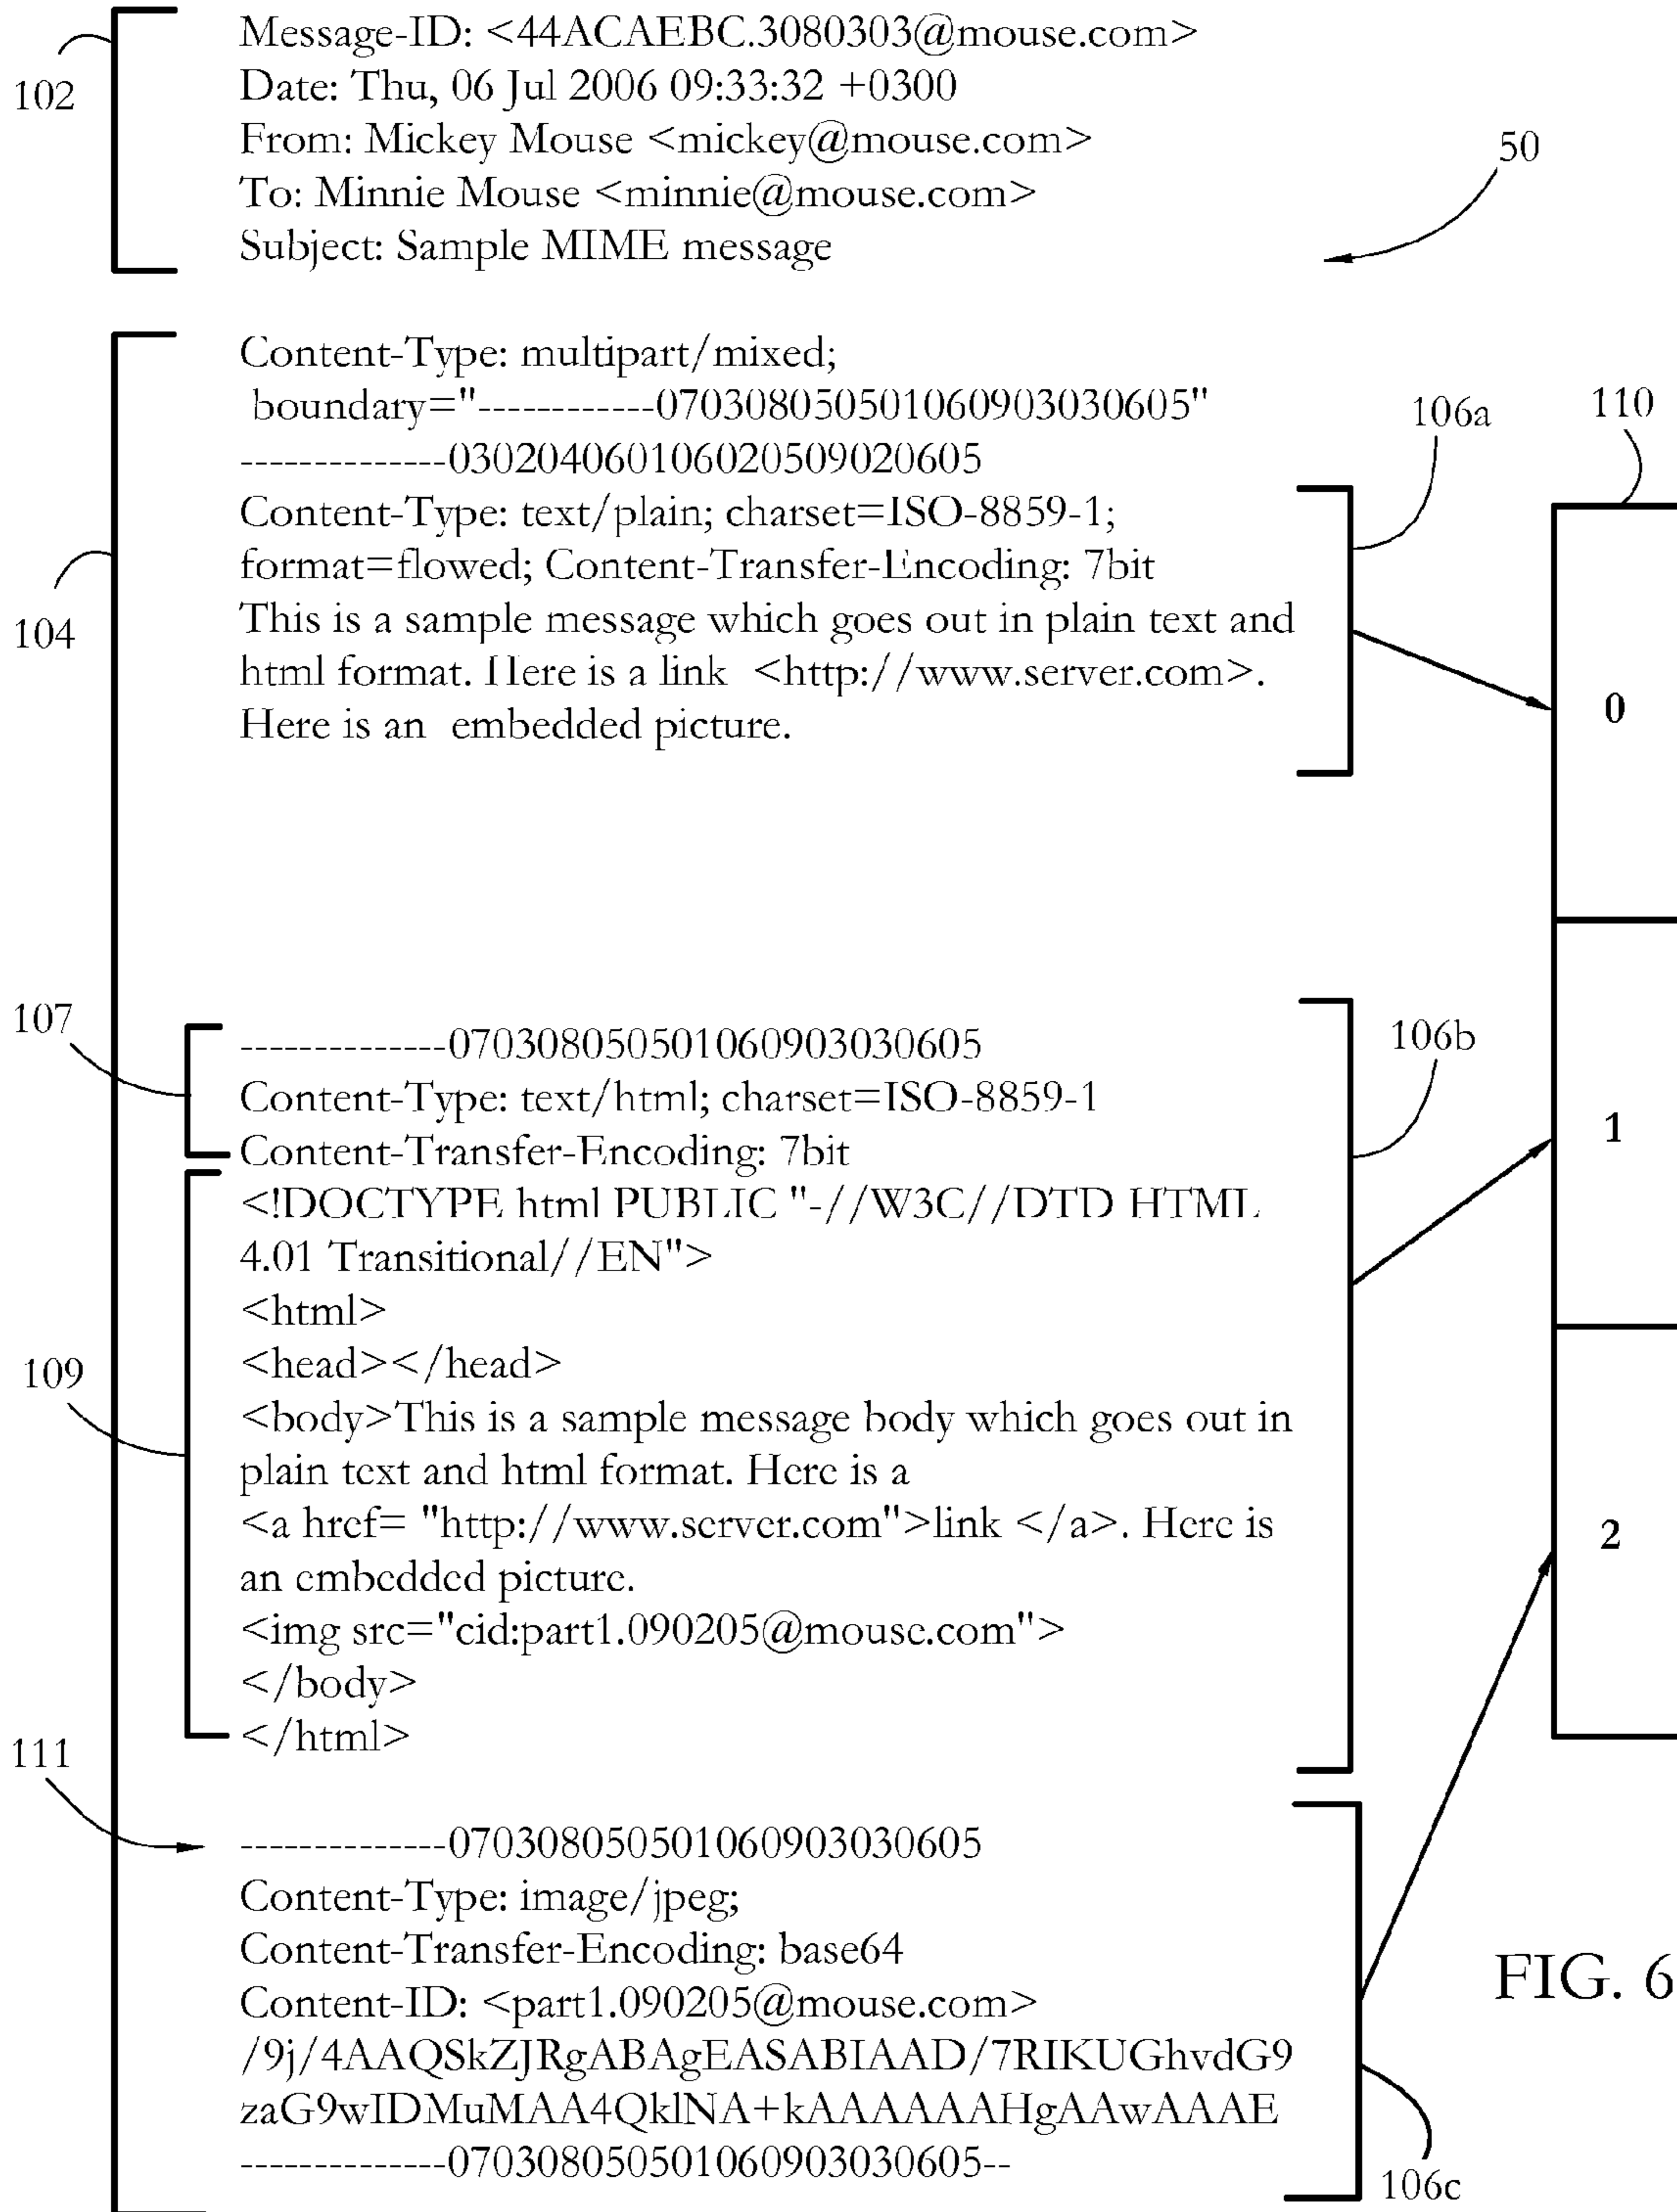 Message-ID: <44ACAEBC.3080303@mouse.com>
102
Date: Thu, 06 Jul 2006 09:33:32 +0300
From: Mickey Mouse <mickey@mouse.com>
50
To: Minnie Mouse <minnie@mouse.com>
Subject: Sample MIME message
Content-Type: multipart/mixed;
boundary="------------070308050501060903030605"
106a
110
--------------030204060106020509020605
Content-Type: text/plain; charset=ISO-8859-1;
format=flowed; Content-Transfer-Encoding: 7bit
104
This is a sample message which goes out in plain text and
html format. Here is a link <http://www.server.com>.
Here is an embedded picture.
0
107
--------------070308050501060903030605
106b
Content-Type: text/html; charset=ISO-8859-1
1
Content-Transfer-Encoding: 7bit
<!DOCTYPE html PUBLIC "-//W3C//DTD HTML
4.01 Transitional//EN">
<html>
<head></head>
109
<body>This is a sample message body which goes out in
plain text and html format. Here is a
<a href= "http://www.server.com">link </a>. Here is
2
an embedded picture.
<img src="cid:part1.090205@mouse.com">
</body>
</html>
111
--------------070308050501060903030605
Content-Type: image/jpeg;
Content-Transfer-Encoding: base64
FIG. 6
Content-ID: <part1.090205@mouse.com>
/9j/4AAQSkZJRgABAgEASABIAAD/7RIKUGhvdG9
zaG9wIDMuMAA4QklNA+kAAAAAAHgAAwAAAE
--------------070308050501060903030605--
106c